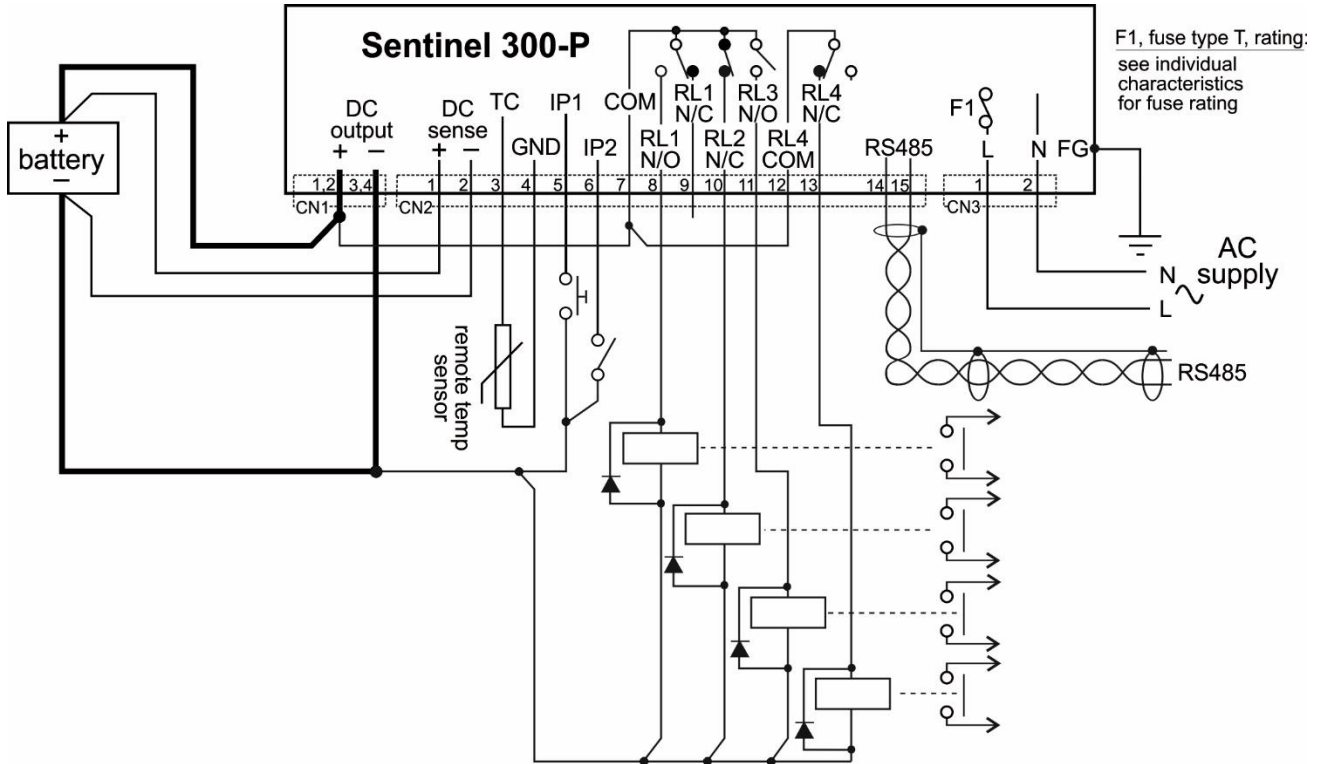 Sentinel 300-P
F1, fuse type T, rating:
see individual
characteristics
for fuse rating
DC
output
+ −
DC
sense
+ −
TC
GND
IP1
IP2
COM
RL1
N/O
RL1
N/C
RL2
N/C
RL3
N/O
RL4
COM
RL4
N/C
RS485
F1
L
N
FG
1,2 3,4
CN1
1 2 3 4 5 6 7 8 9 10 11 12 13 14 15
CN2
1 2
CN3
+
battery
−
remote temp
sensor
AC
supply
N
L
RS485